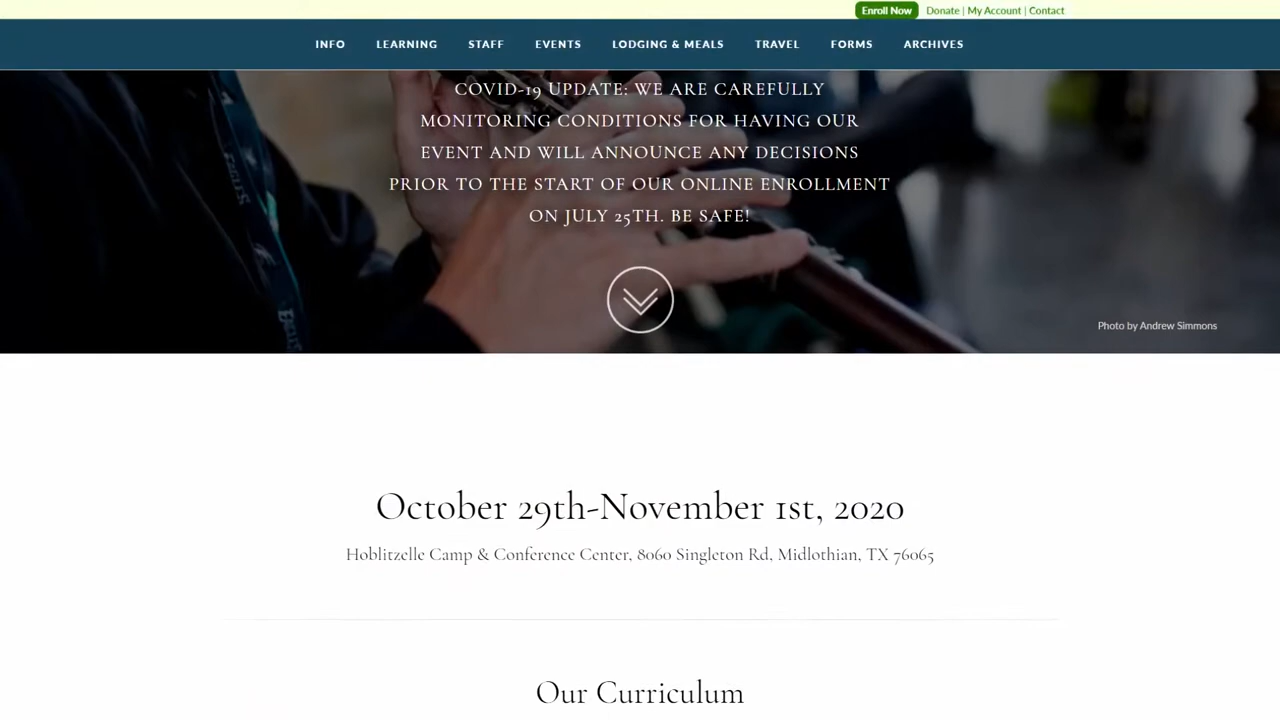 Enroll Now Donate | My Account | Contact
INFO LEARNING STAFF EVENTS LODGING & MEALS TRAVEL FORMS ARCHIVES
COVID-19 UPDATE: WE ARE CAREFULLY
MONITORING CONDITIONS FOR HAVING OUR
EVENT AND WILL ANNOUNCE ANY DECISIONS
PRIOR TO THE START OF OUR ONLINE ENROLLMENT
ON JULY 25TH. BE SAFE!
EAGLES
EAGLES
Photo by Andrew Simmons
October 29th-November 1st, 2020
Hoblitzelle Camp & Conference Center, 8060 Singleton Rd, Midlothian, TX 76065
Our Curriculum